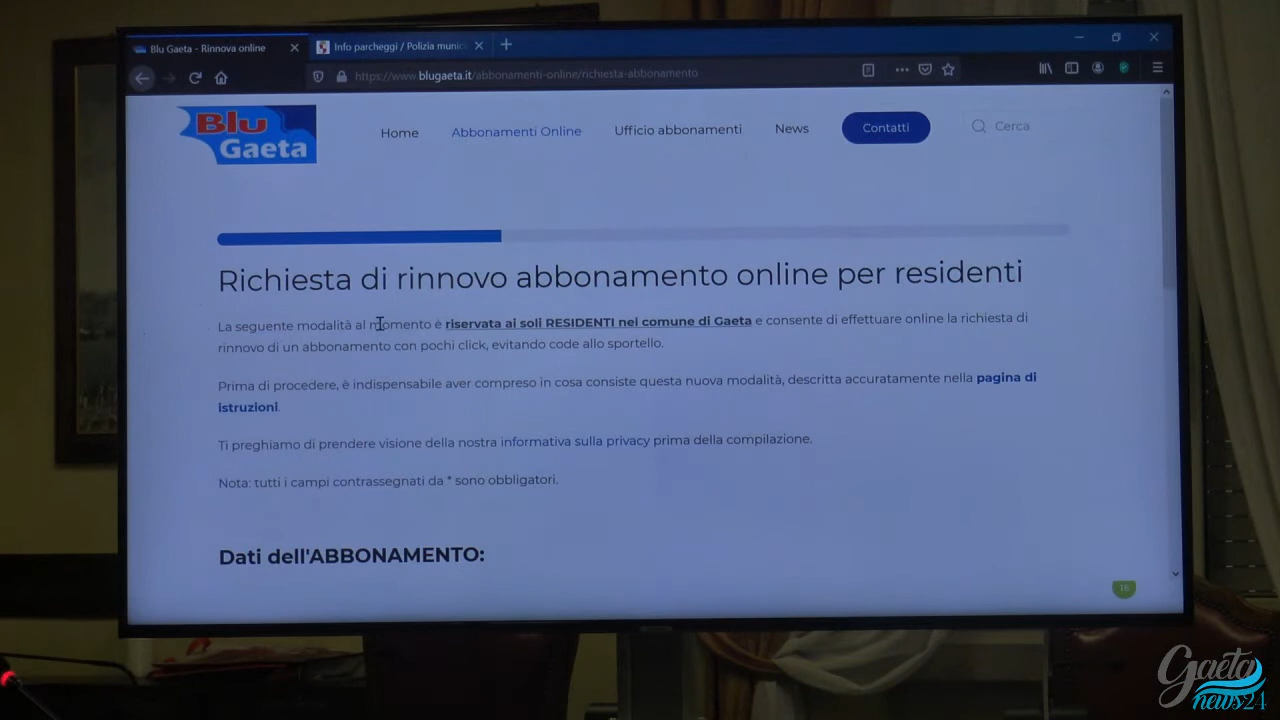 Blu Gaeta - Rinnova online
Info parcheggi / Polizia munic
https://www.blugaeta.it/abbonamenti-online/richiesta-abbonamento
Blu
Gaeta
Home
Abbonamenti Online
Ufficio abbonamenti
News
Contatti
Cerca
Richiesta di rinnovo abbonamento online per residenti
La seguente modalità al momento è riservata ai soli RESIDENTI nel comune di Gaeta e consente di effettuare online la richiesta di
rinnovo di un abbonamento con pochi click, evitando code allo sportello.
Prima di procedere, è indispensabile aver compreso in cosa consiste questa nuova modalità, descritta accuratamente nella pagina di
istruzioni.
Ti preghiamo di prendere visione della nostra informativa sulla privacy prima della compilazione.
Nota: tutti i campi contrassegnati da * sono obbligatori.
Dati dell'ABBONAMENTO:
16
Gaeta
news24